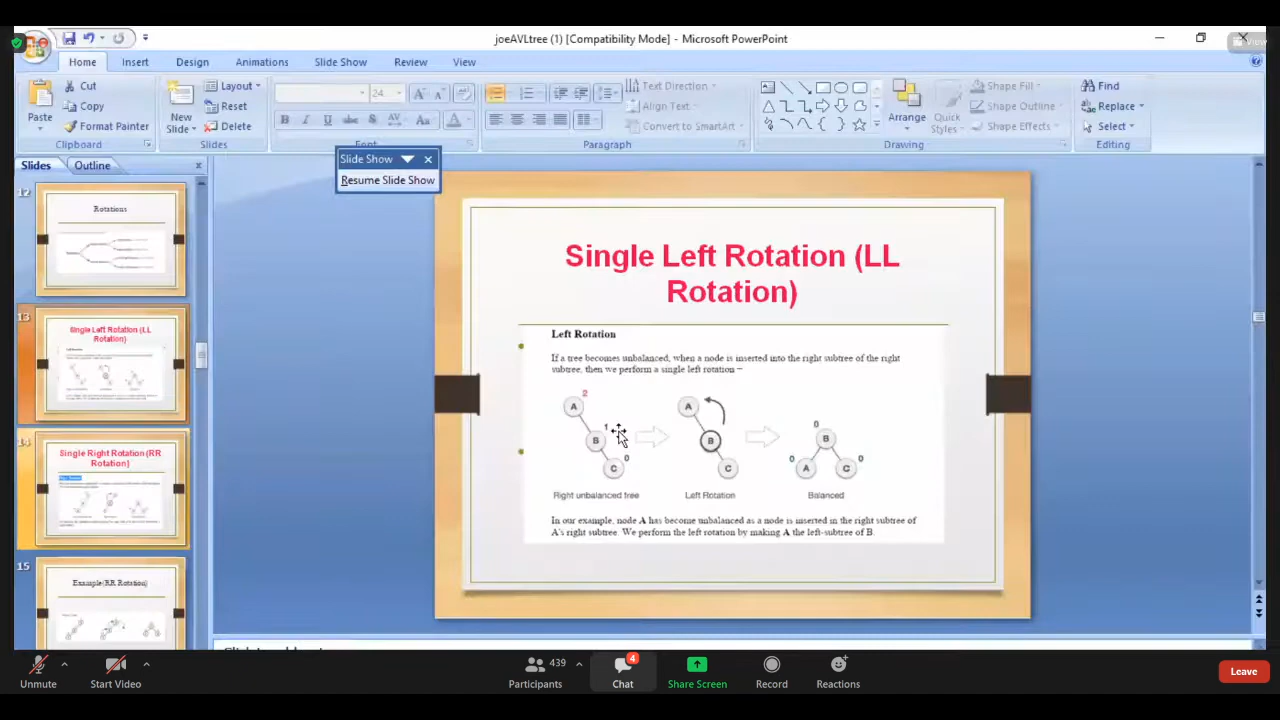 joeAVLtree (1) [Compatibility Mode] - Microsoft PowerPoint
View
Home Insert Design Animations Slide Show Review View
Cut
Copy
Format Painter
Paste
Clipboard
New Slide
Layout
Reset
Delete
Slides
24
B I U abc S AV Aa A
Font
Text Direction
Align Text
Convert to SmartArt
Paragraph
Arrange
Quick Styles
Shape Fill
Shape Outline
Shape Effects
Drawing
Find
Replace
Select
Editing
Slides Outline
Slide Show
Resume Slide Show
12
Rotations
13
Single Left Rotation (LL
Rotation)
14
Single Right Rotation (RR
Rotation)
15
Example(RR Rotation)
Single Left Rotation (LL
Rotation)
Left Rotation
If a tree becomes unbalanced, when a node is inserted into the right subtree of the right
subtree, then we perform a single left rotation −
A 2
B 1
C 0
A
B
C
0
B
0 A C 0
Right unbalanced tree Left Rotation Balanced
In our example, node A has become unbalanced as a node is inserted in the right subtree of
A's right subtree. We perform the left rotation by making A the left-subtree of B.
Unmute
Start Video
439
Participants
4
Chat
Share Screen
Record
Reactions
Leave